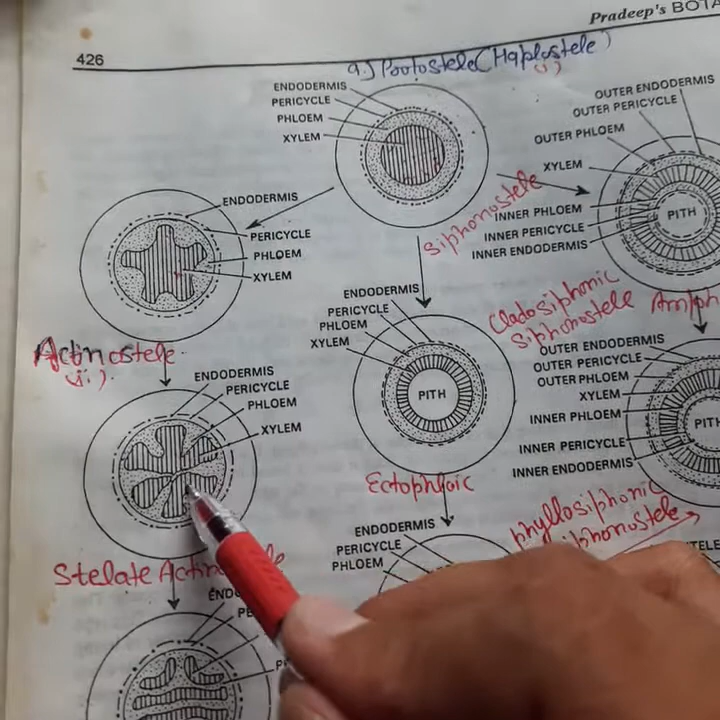 Pradeep's BOTA
426
a.) Protostele (Haplostele)
i)
ENDODERMIS
PERICYCLE
PHLOEM
XYLEM
OUTER ENDODERMIS
OUTER PERICYCLE
OUTER PHLOEM
XYLEM
INNER PHLOEM
INNER PERICYCLE
INNER ENDODERMIS
PITH
Siphonostele
ENDODERMIS
PERICYCLE
PHLOEM
XYLEM
Cladosiphonic
Siphonostele
Amph
ENDODERMIS
PERICYCLE
PHLOEM
XYLEM
PITH
Actinostele
(ii)
OUTER ENDODERMIS
OUTER PERICYCLE
OUTER PHLOEM
XYLEM
INNER PHLOEM
INNER PERICYCLE
INNER ENDODERMIS
PITH
ENDODERMIS
PERICYCLE
PHLOEM
XYLEM
Ectophloic
phyllosiphonic
ENDODERMIS
PERICYCLE
PHLOEM
Stelate
ENDO
PE
P